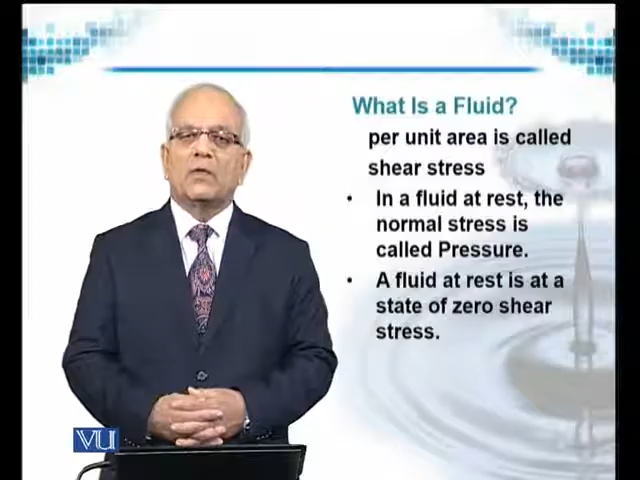 What Is a Fluid?
per unit area is called
shear stress
• In a fluid at rest, the
normal stress is
called Pressure.
• A fluid at rest is at a
state of zero shear
stress.
VU